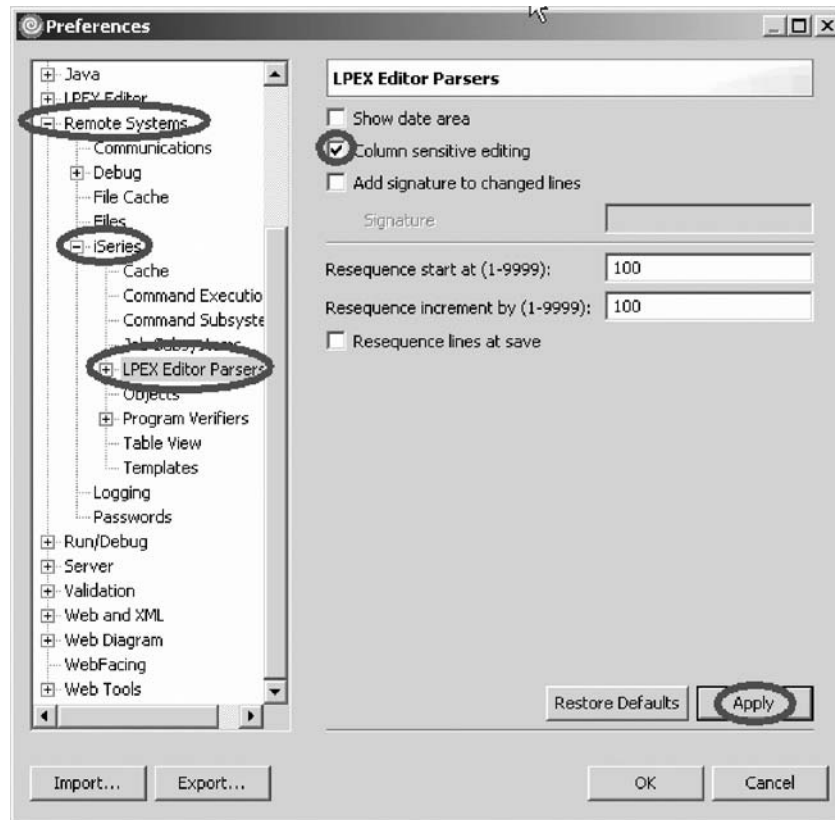 Preferences
Java
LPEX Editor
Remote Systems
Communications
Debug
File Cache
Files
iSeries
Cache
Command Executio
Command Subsyste
Job Subsystems
LPEX Editor Parsers
Objects
Program Verifiers
Table View
Templates
Logging
Passwords
Run/Debug
Server
Validation
Web and XML
Web Diagram
WebFacing
Web Tools
LPEX Editor Parsers
Show date area
Column sensitive editing
Add signature to changed lines
Signature
Resequence start at (1-9999): 100
Resequence increment by (1-9999): 100
Resequence lines at save
Restore Defaults Apply
Import... Export... OK Cancel